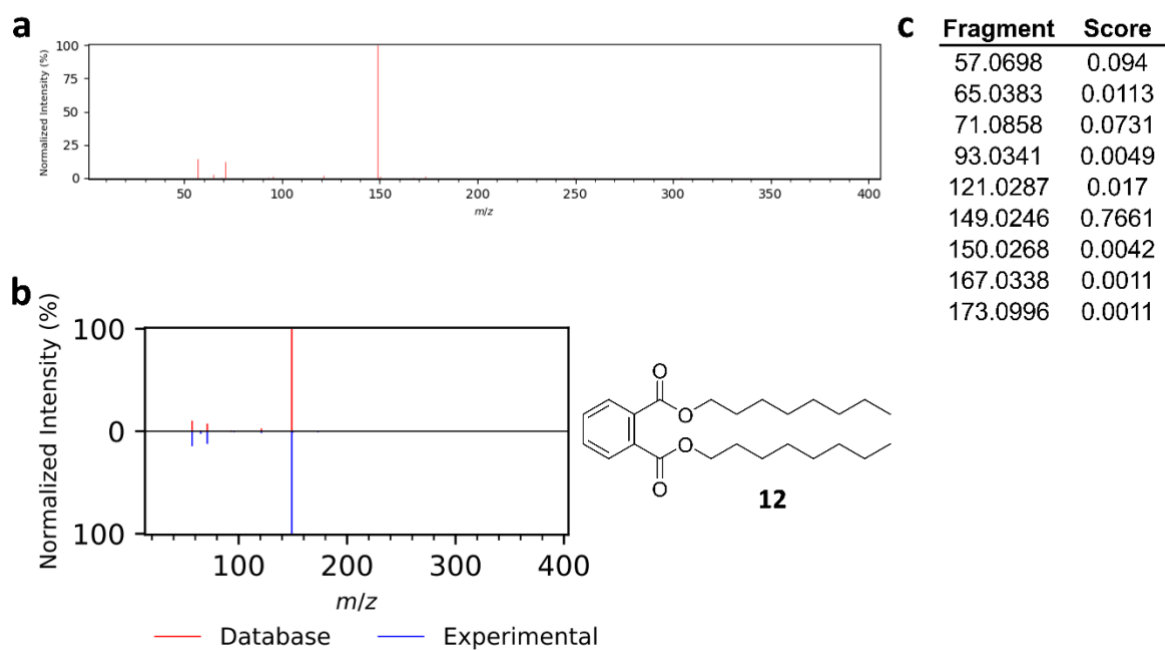 a
Normalized Intensity (%)
100
75
50
25
0
50 100 150 200 250 300 350 400
m/z
b
Normalized Intensity (%)
100
0
100
100 200 300 400
m/z
Database Experimental
O
O
O
O
12
c
Fragment Score
57.0698 0.094
65.0383 0.0113
71.0858 0.0731
93.0341 0.0049
121.0287 0.017
149.0246 0.7661
150.0268 0.0042
167.0338 0.0011
173.0996 0.0011